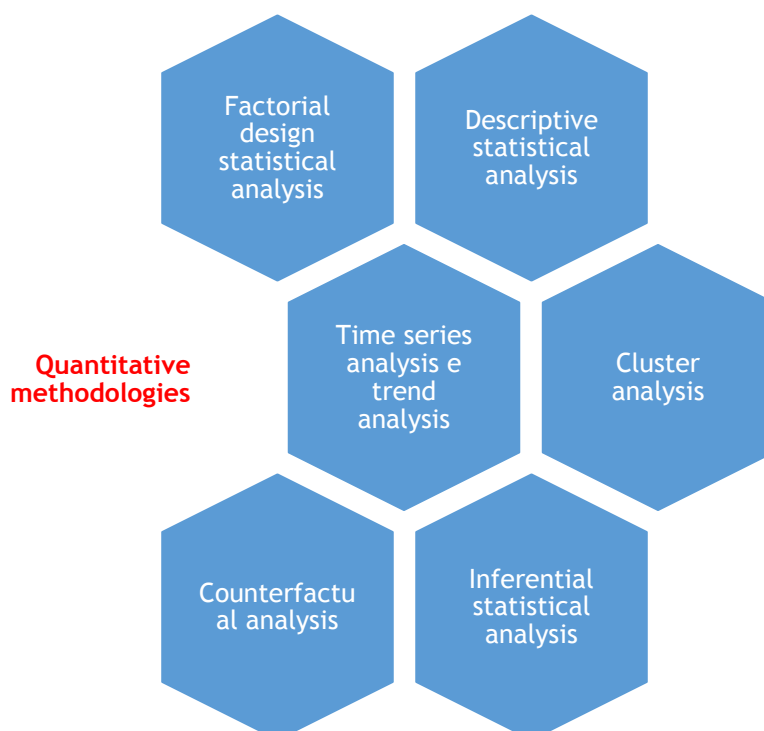 Factorial
design
statistical
analysis
Descriptive
statistical
analysis
Quantitative
methodologies
Time series
analysis e
trend
analysis
Cluster
analysis
Counterfactu
al analysis
Inferential
statistical
analysis